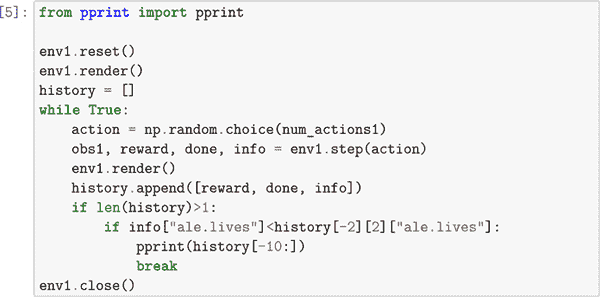 [5]: from pprint import pprint
env1.reset()
env1.render()
history = []
while True:
    action = np.random.choice(num_actions1)
    obs1, reward, done, info = env1.step(action)
    env1.render()
    history.append([reward, done, info])
    if len(history)>1:
        if info["ale.lives"]<history[-2][2]["ale.lives"]:
            pprint(history[-10:])
            break
env1.close()